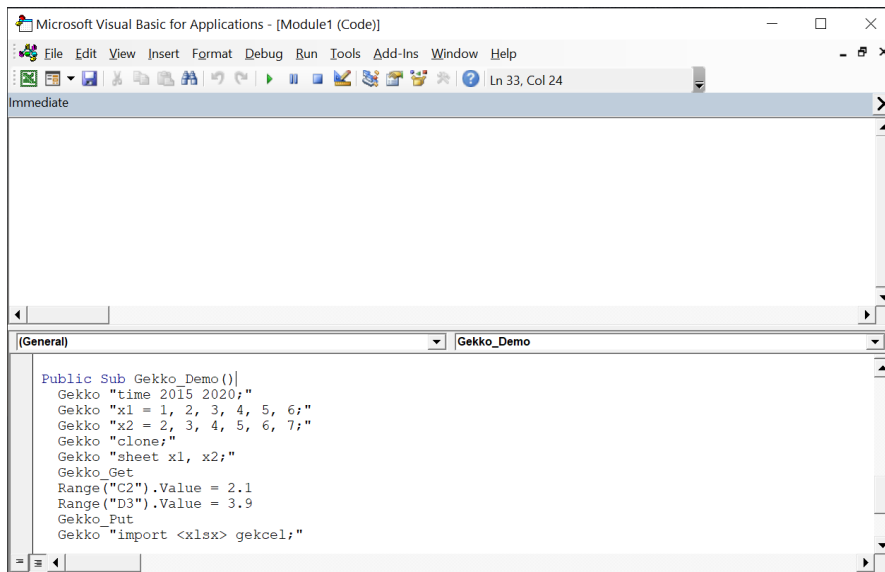 Microsoft Visual Basic for Applications - [Module1 (Code)]
File Edit View Insert Format Debug Run Tools Add-Ins Window Help
Ln 33, Col 24
Immediate
(General) Gekko_Demo
Public Sub Gekko_Demo()
Gekko "time 2015 2020;"
Gekko "x1 = 1, 2, 3, 4, 5, 6;"
Gekko "x2 = 2, 3, 4, 5, 6, 7;"
Gekko "clone;"
Gekko "sheet x1, x2;"
Gekko_Get
Range("C2").Value = 2.1
Range("D3").Value = 3.9
Gekko_Put
Gekko "import <xlsx> gekcel;"